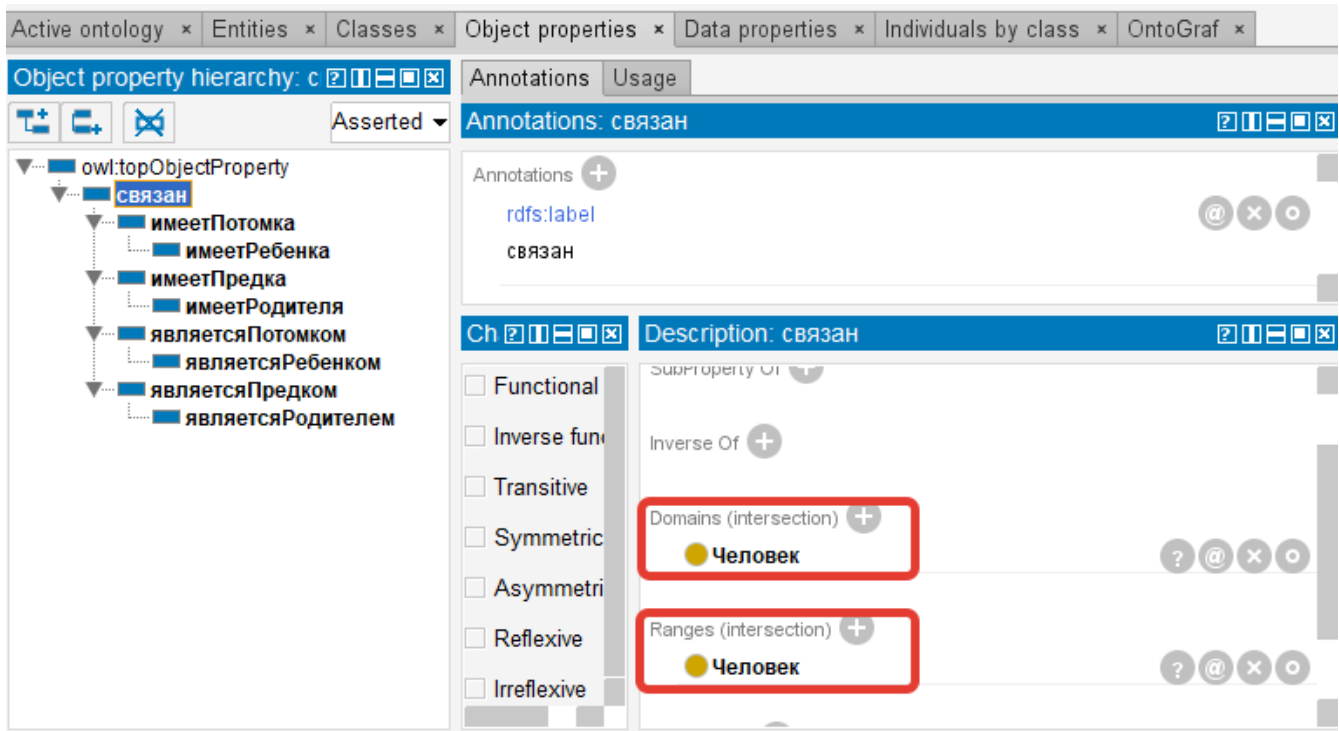 Active ontology × Entities × Classes × Object properties × Data properties × Individuals by class × OntoGraf ×
Object property hierarchy: с
Asserted
owl:topObjectProperty
связан
имеетПотомка
имеетРебенка
имеетПредка
имеетРодителя
являетсяПотомком
являетсяРебенком
являетсяПредком
являетсяРодителем
Annotations Usage
Annotations: связан
Annotations
rdfs:label
связан
Ch
Functional
Inverse func
Transitive
Symmetric
Asymmetri
Reflexive
Irreflexive
Description: связан
SubProperty Of
Inverse Of
Domains (intersection)
Человек
Ranges (intersection)
Человек